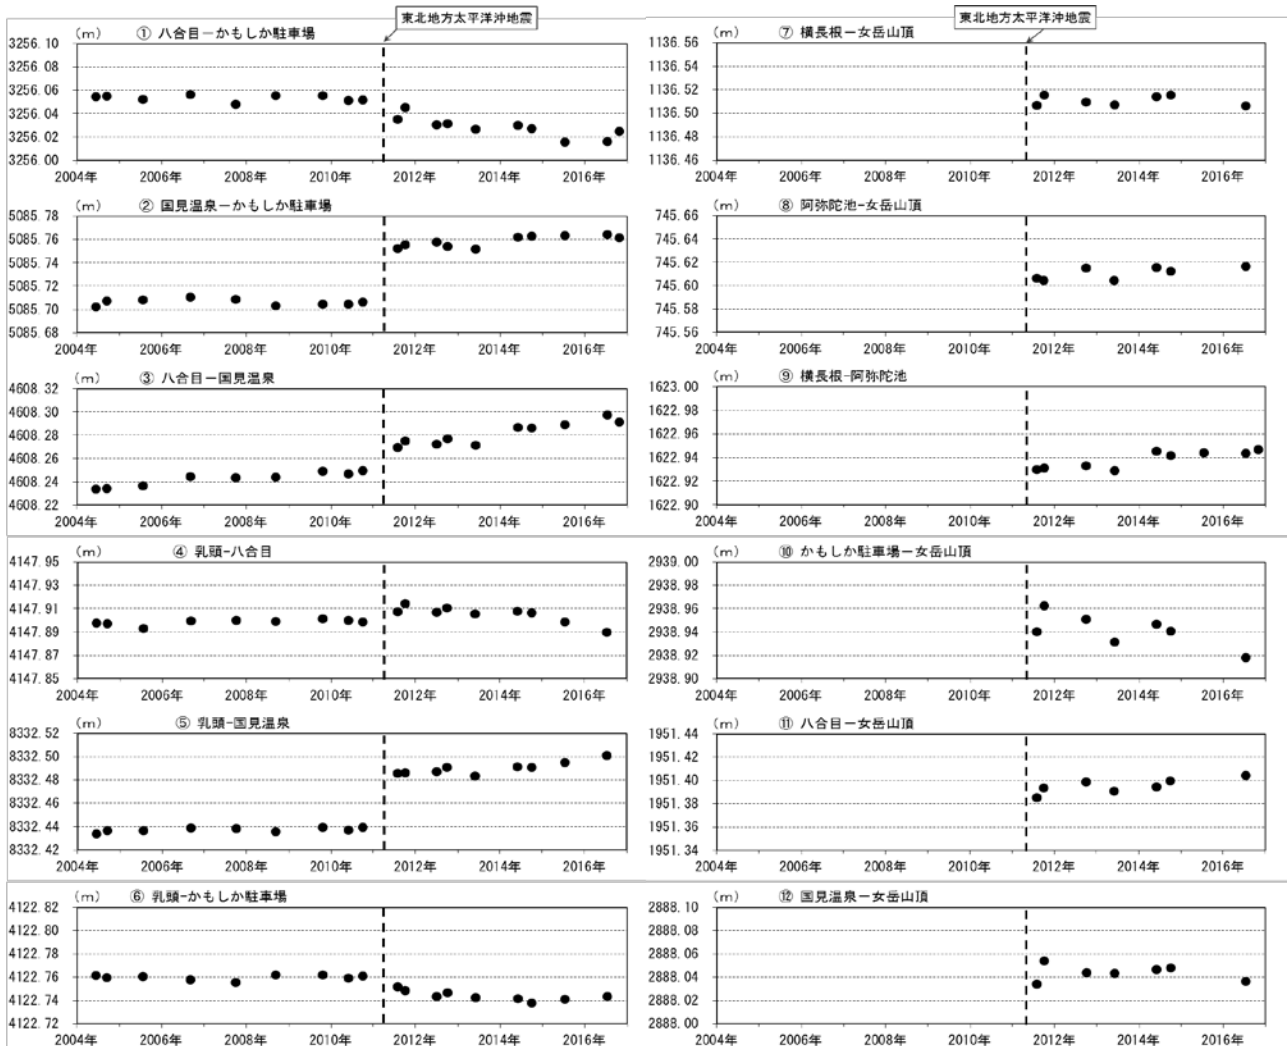 東北地方太平洋沖地震
(m) ① 八合目ーかもしか駐車場
3256.10
3256.08
3256.06
3256.04
3256.02
3256.00
2004年 2006年 2008年 2010年 2012年 2014年 2016年
(m) ② 国見温泉ーかもしか駐車場
5085.78
5085.76
5085.74
5085.72
5085.70
5085.68
2004年 2006年 2008年 2010年 2012年 2014年 2016年
(m) ③ 八合目ー国見温泉
4608.32
4608.30
4608.28
4608.26
4608.24
4608.22
2004年 2006年 2008年 2010年 2012年 2014年 2016年
(m) ④ 乳頭-八合目
4147.95
4147.93
4147.91
4147.89
4147.87
4147.85
2004年 2006年 2008年 2010年 2012年 2014年 2016年
(m) ⑤ 乳頭-国見温泉
8332.52
8332.50
8332.48
8332.46
8332.44
8332.42
2004年 2006年 2008年 2010年 2012年 2014年 2016年
(m) ⑥ 乳頭-かもしか駐車場
4122.82
4122.80
4122.78
4122.76
4122.74
4122.72
2004年 2006年 2008年 2010年 2012年 2014年 2016年
東北地方太平洋沖地震
(m) ⑦ 横長根ー女岳山頂
1136.56
1136.54
1136.52
1136.50
1136.48
1136.46
2004年 2006年 2008年 2010年 2012年 2014年 2016年
(m) ⑧ 阿弥陀池-女岳山頂
745.66
745.64
745.62
745.60
745.58
745.56
2004年 2006年 2008年 2010年 2012年 2014年 2016年
(m) ⑨ 横長根-阿弥陀池
1623.00
1622.98
1622.96
1622.94
1622.92
1622.90
2004年 2006年 2008年 2010年 2012年 2014年 2016年
(m) ⑩ かもしか駐車場ー女岳山頂
2939.00
2938.98
2938.96
2938.94
2938.92
2938.90
2004年 2006年 2008年 2010年 2012年 2014年 2016年
(m) ⑪ 八合目ー女岳山頂
1951.44
1951.42
1951.40
1951.38
1951.36
1951.34
2004年 2006年 2008年 2010年 2012年 2014年 2016年
(m) ⑫ 国見温泉ー女岳山頂
2888.10
2888.08
2888.06
2888.04
2888.02
2888.00
2004年 2006年 2008年 2010年 2012年 2014年 2016年